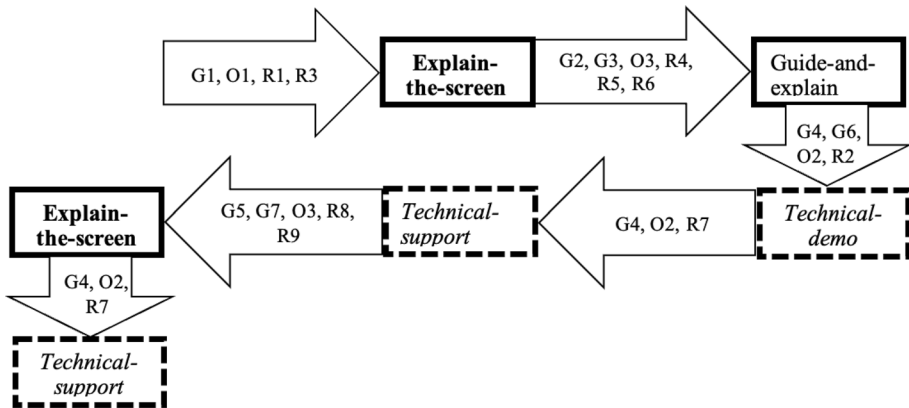 G1, O1, R1, R3
Explain-
the-screen
G2, G3, O3, R4,
R5, R6
Guide-and-
explain
G4, G6,
O2, R2
Technical-
demo
G4, O2, R7
Technical-
support
G5, G7, O3, R8,
R9
Explain-
the-screen
G4, O2,
R7
Technical-
support